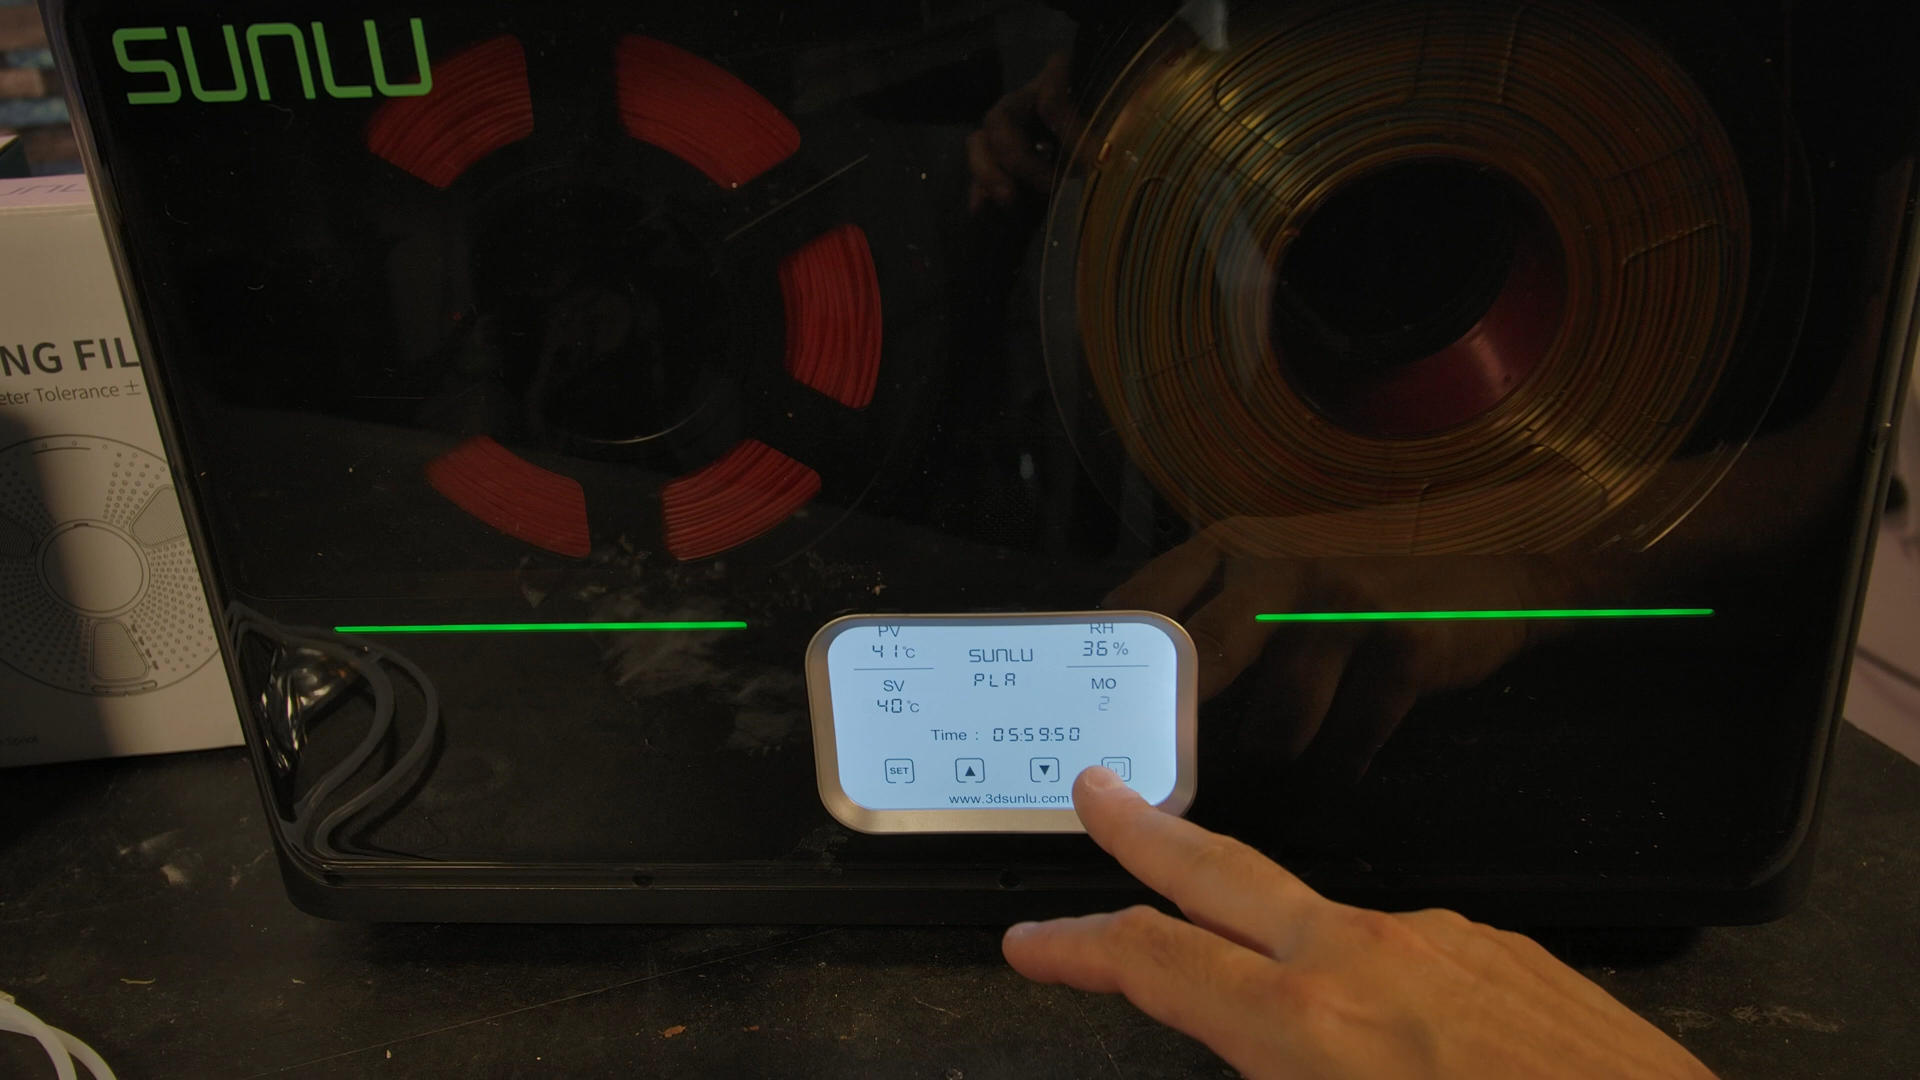 SUNLU
NG FIL
eter Tolerance ±
PV
41°C
SUNLU
RH
36%
PLA
SV
40°C
MO
2
Time : 05:59:50
SET
www.3dsunlu.com